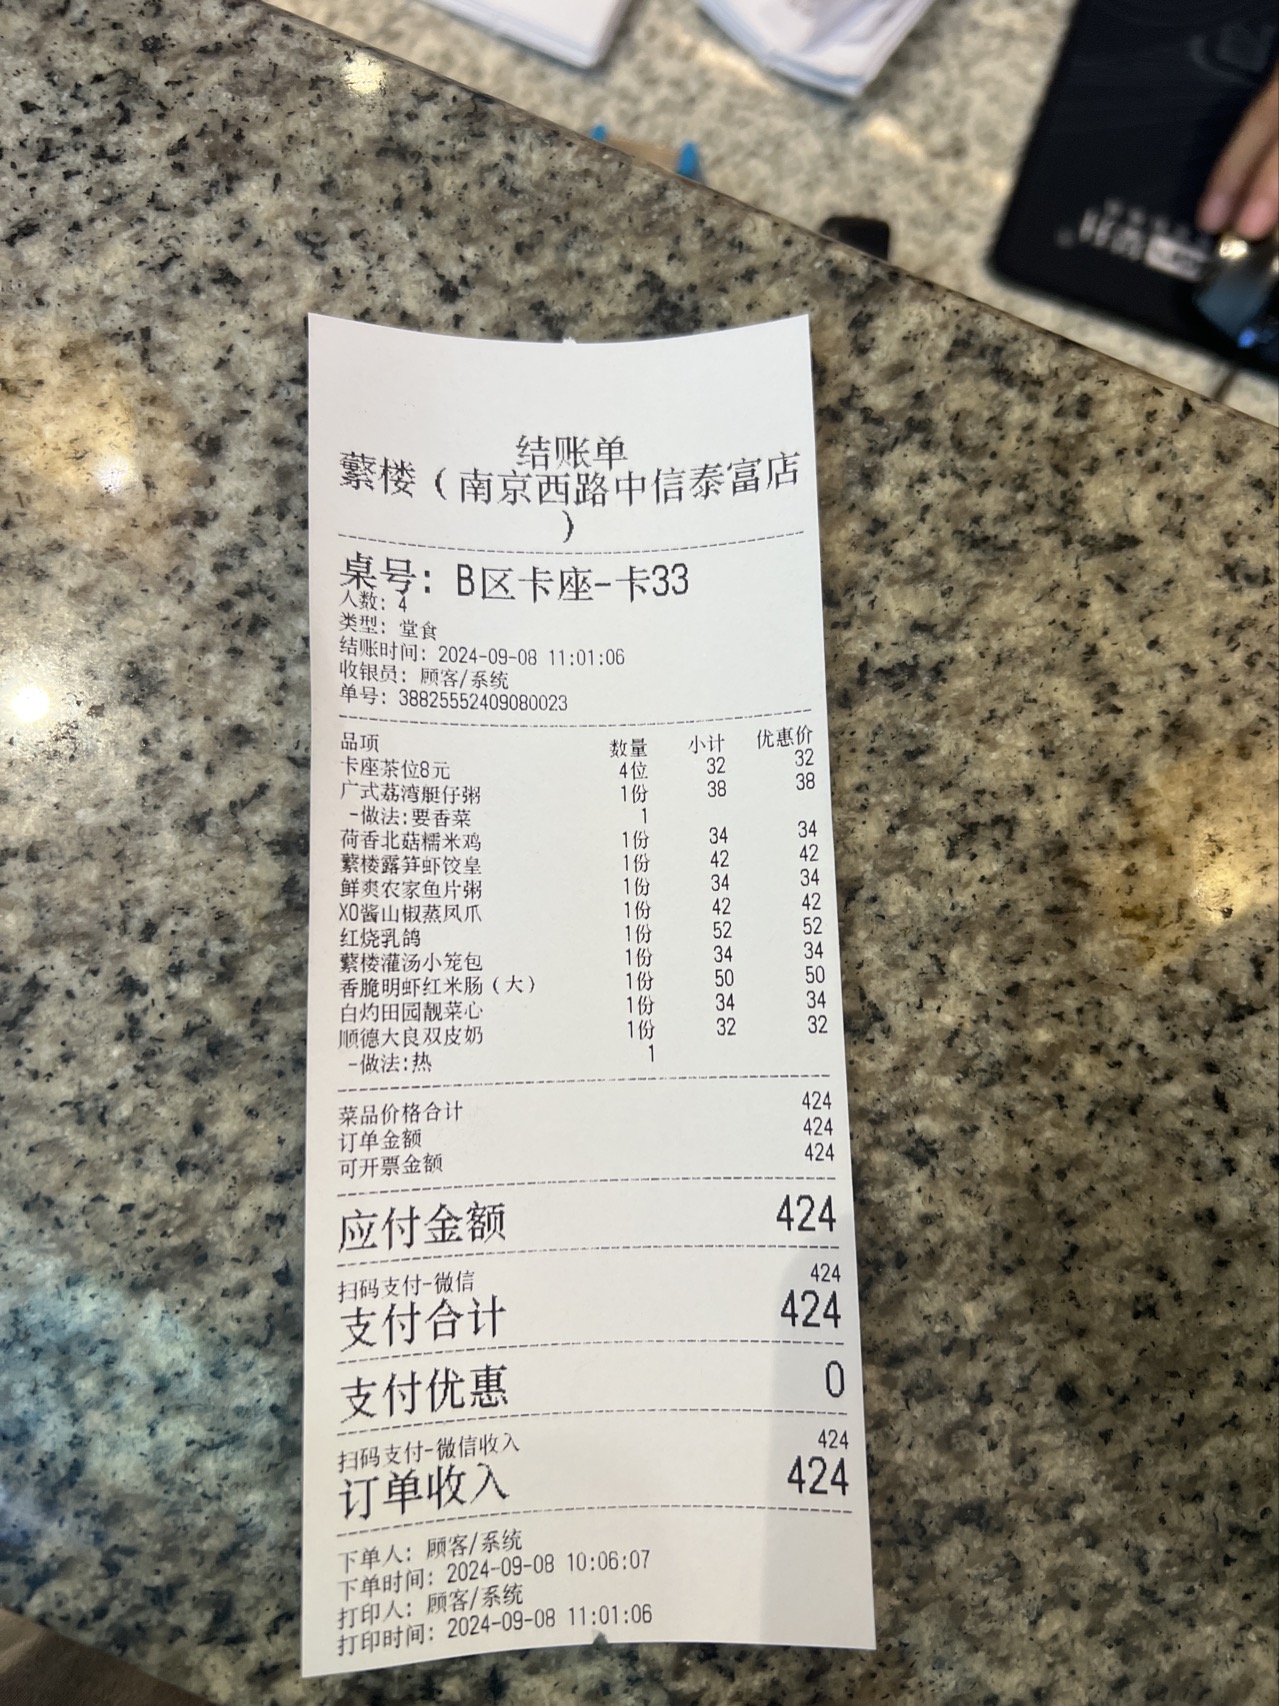 结账单
蘩楼（南京西路中信泰富店
）
桌号: B区卡座-卡33
人数: 4
类型: 堂食
结账时间: 2024-09-08 11:01:06
收银员: 顾客/系统
单号: 38825552409080023
品项 数量 小计 优惠价
卡座茶位8元 4位 32 32
广式荔湾艇仔粥 1份 38 38
-做法:要香菜 1
荷香北菇糯米鸡 1份 34 34
蘩楼露笋虾饺皇 1份 42 42
鲜爽农家鱼片粥 1份 34 34
XO酱山椒蒸凤爪 1份 42 42
红烧乳鸽 1份 52 52
蘩楼灌汤小笼包 1份 34 34
香脆明虾红米肠（大） 1份 50 50
白灼田园靓菜心 1份 34 34
顺德大良双皮奶 1份 32 32
-做法:热 1
菜品价格合计 424
订单金额 424
可开票金额 424
应付金额 424
扫码支付-微信 424
支付合计 424
支付优惠 0
扫码支付-微信收入 424
订单收入 424
下单人: 顾客/系统
下单时间: 2024-09-08 10:06:07
打印人: 顾客/系统
打印时间: 2024-09-08 11:01:06